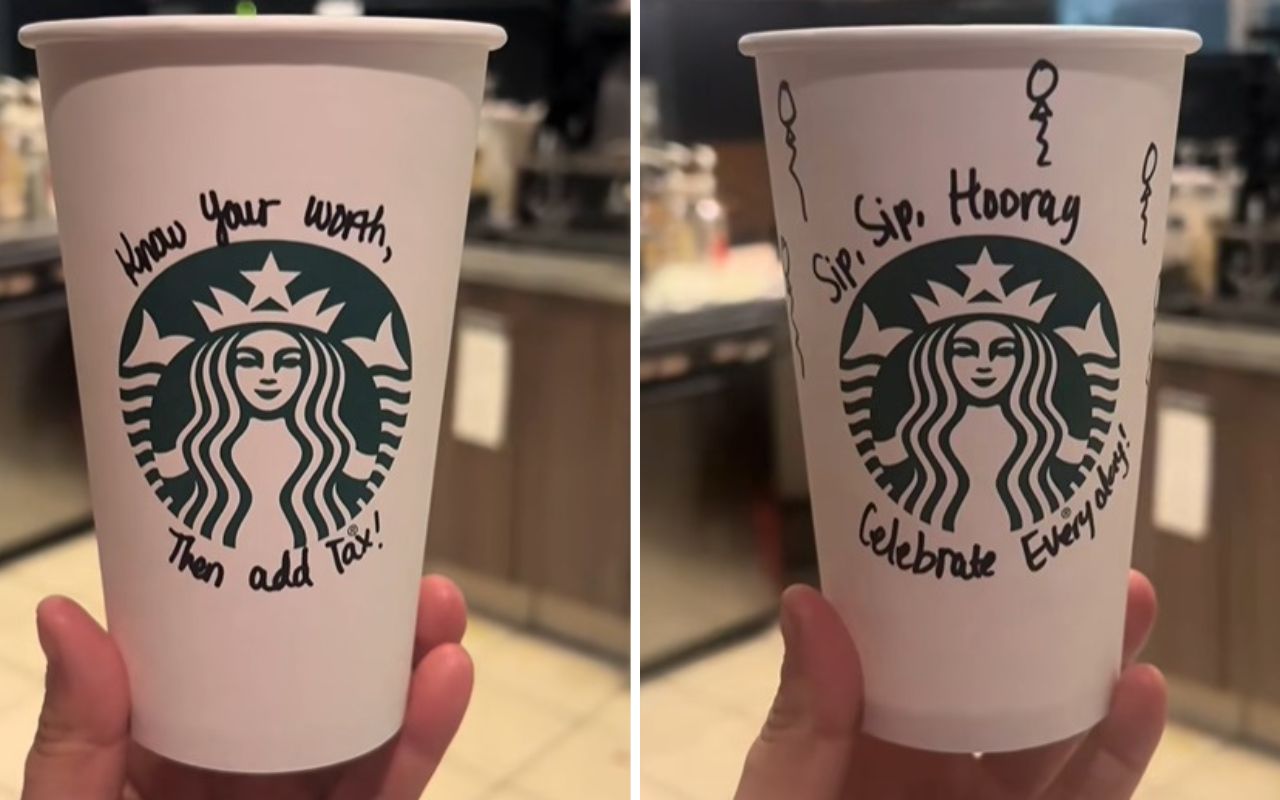 Know Your Worth,
Then add Tax!
Sip, Sip, Hooray
Celebrate Everyday!